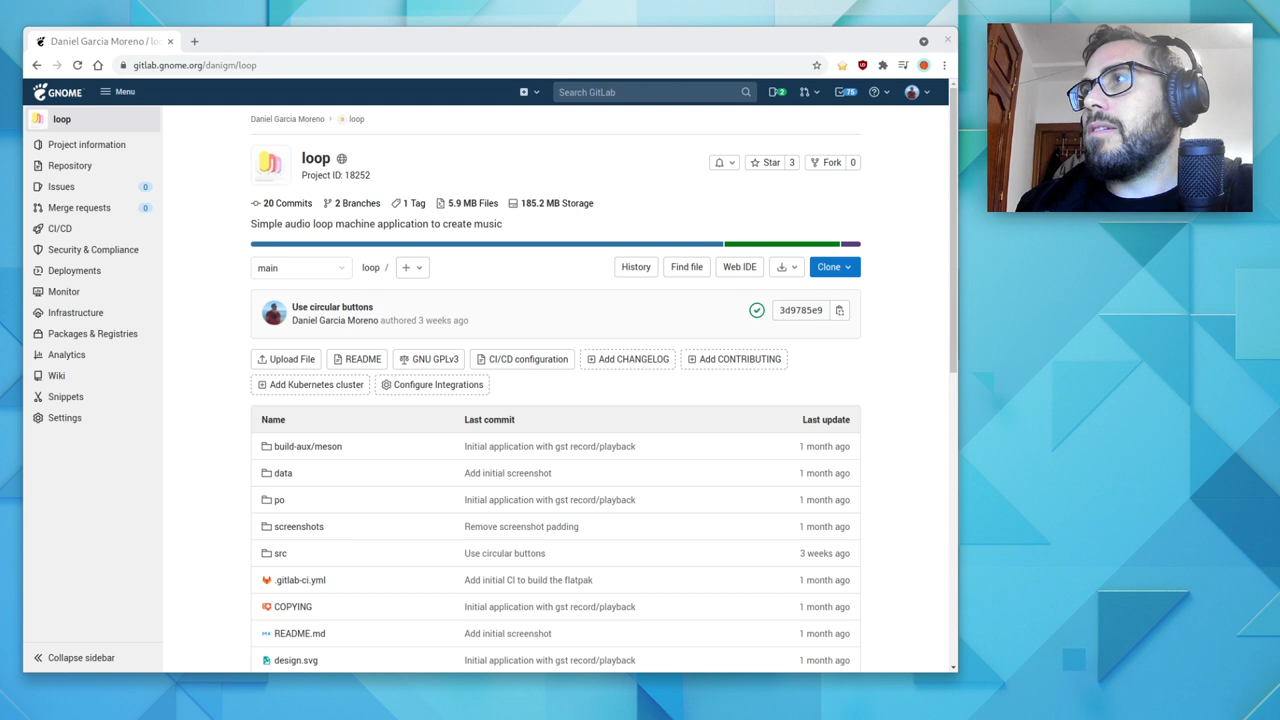 Daniel Garcia Moreno / lo
gitlab.gnome.org/danigm/loop
GNOME Menu Search GitLab 2 75
loop
Project information
Repository
Issues 0
Merge requests 0
CI/CD
Security & Compliance
Deployments
Monitor
Infrastructure
Packages & Registries
Analytics
Wiki
Snippets
Settings
Collapse sidebar
Daniel Garcia Moreno › loop
loop
Project ID: 18252
Star 3 Fork 0
20 Commits 2 Branches 1 Tag 5.9 MB Files 185.2 MB Storage
Simple audio loop machine application to create music
main loop / + History Find file Web IDE Clone
Use circular buttons
Daniel Garcia Moreno authored 3 weeks ago
3d9785e9
Upload File README GNU GPLv3 CI/CD configuration Add CHANGELOG Add CONTRIBUTING
Add Kubernetes cluster Configure Integrations
Name Last commit Last update
build-aux/meson Initial application with gst record/playback 1 month ago
data Add initial screenshot 1 month ago
po Initial application with gst record/playback 1 month ago
screenshots Remove screenshot padding 1 month ago
src Use circular buttons 3 weeks ago
.gitlab-ci.yml Add initial CI to build the flatpak 1 month ago
COPYING Initial application with gst record/playback 1 month ago
README.md Add initial screenshot 1 month ago
design.svg Initial application with gst record/playback 1 month ago